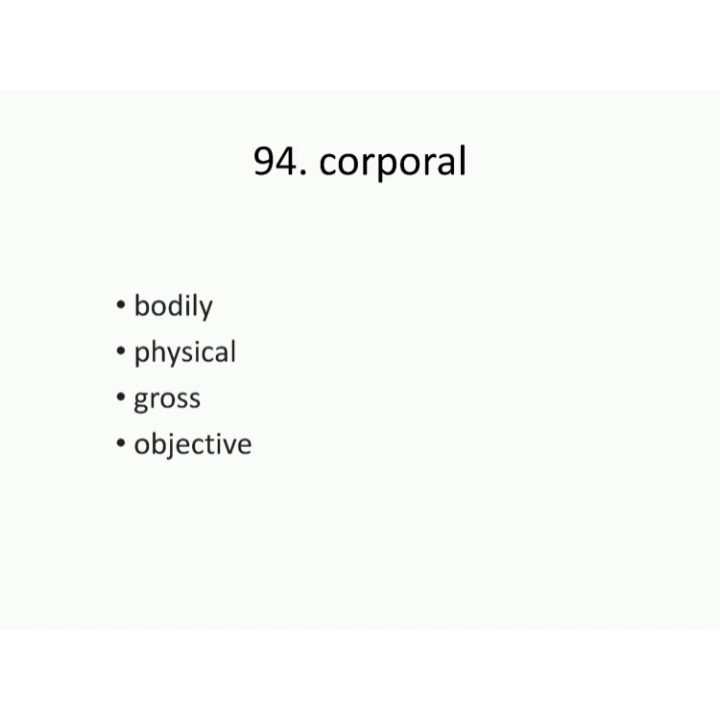 94. corporal
• bodily
• physical
• gross
• objective